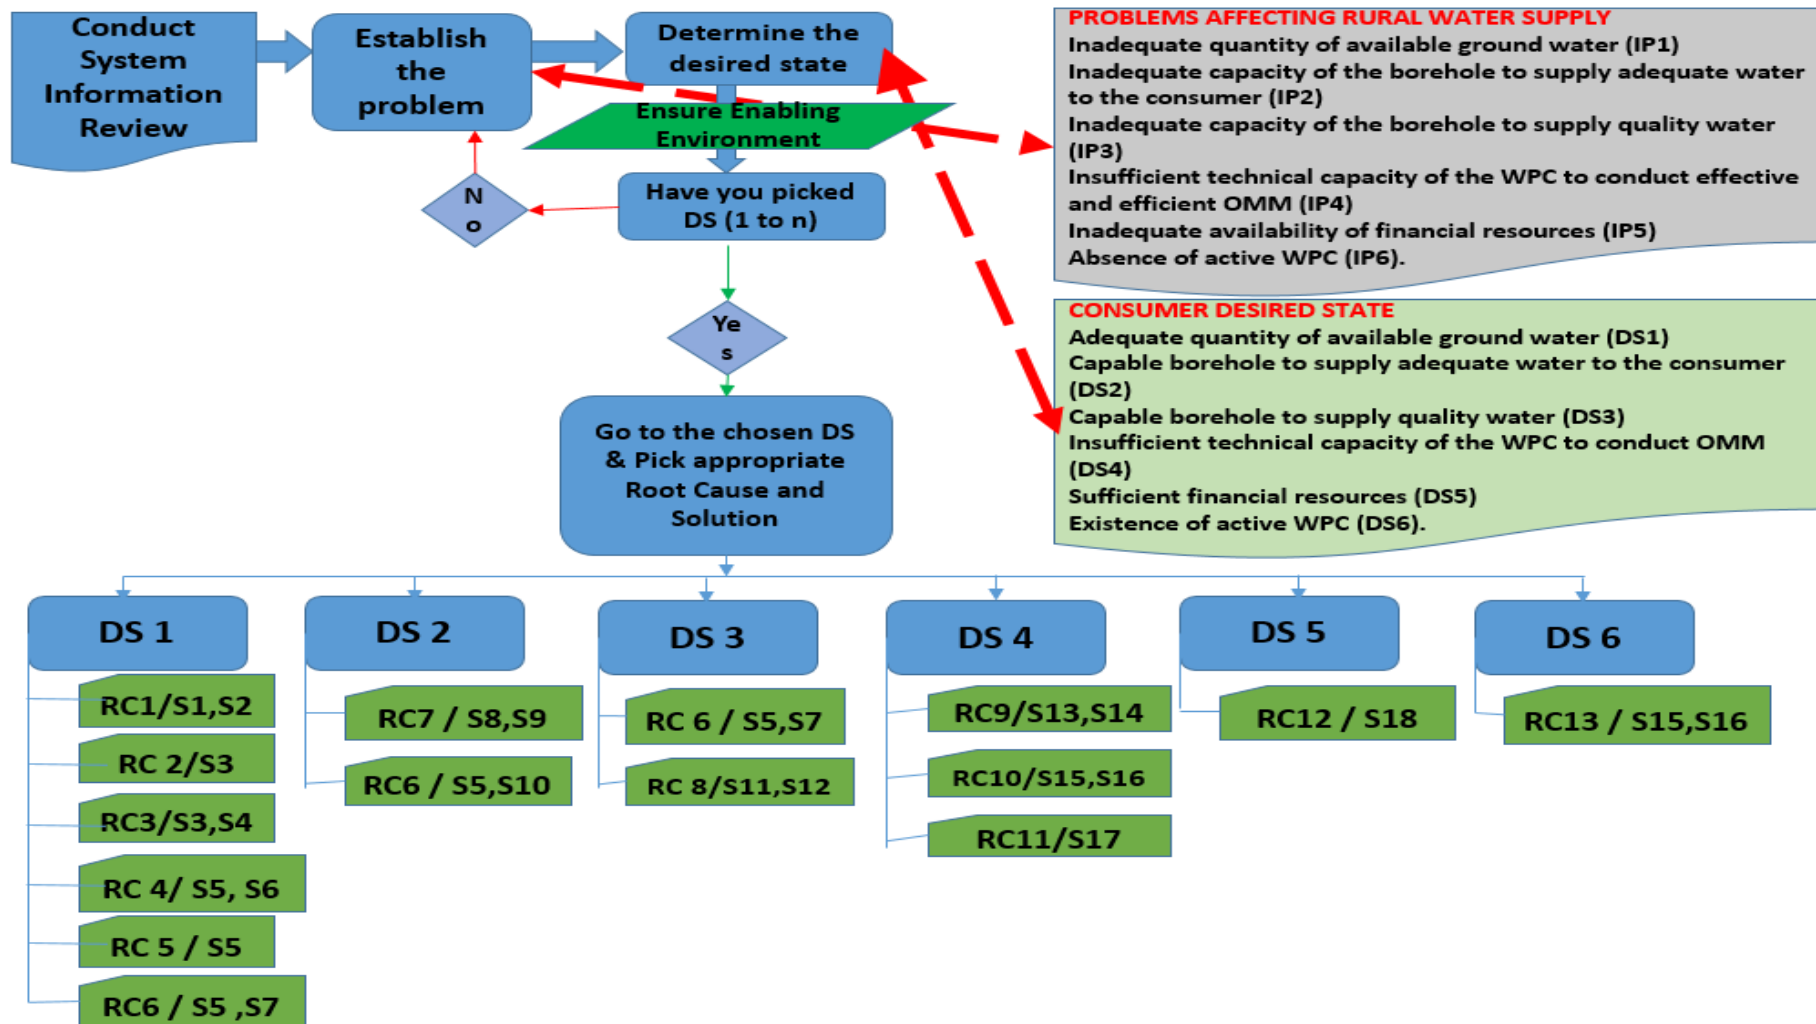 Conduct
System
Information
Review
Establish
the
problem
Determine the
desired state
Ensure Enabling
Environment
Have you picked
DS (1 to n)
N
o
Ye
s
Go to the chosen DS
& Pick appropriate
Root Cause and
Solution
PROBLEMS AFFECTING RURAL WATER SUPPLY
Inadequate quantity of available ground water (IP1)
Inadequate capacity of the borehole to supply adequate water
to the consumer (IP2)
Inadequate capacity of the borehole to supply quality water
(IP3)
Insufficient technical capacity of the WPC to conduct effective
and efficient OMM (IP4)
Inadequate availability of financial resources (IP5)
Absence of active WPC (IP6).
CONSUMER DESIRED STATE
Adequate quantity of available ground water (DS1)
Capable borehole to supply adequate water to the consumer
(DS2)
Capable borehole to supply quality water (DS3)
Insufficient technical capacity of the WPC to conduct OMM
(DS4)
Sufficient financial resources (DS5)
Existence of active WPC (DS6).
DS 1
RC1/S1,S2
RC 2/S3
RC3/S3,S4
RC 4/ S5, S6
RC 5 / S5
RC6 / S5 ,S7
DS 2
RC7 / S8,S9
RC6 / S5,S10
DS 3
RC 6 / S5,S7
RC 8/S11,S12
DS 4
RC9/S13,S14
RC10/S15,S16
RC11/S17
DS 5
RC12 / S18
DS 6
RC13 / S15,S16